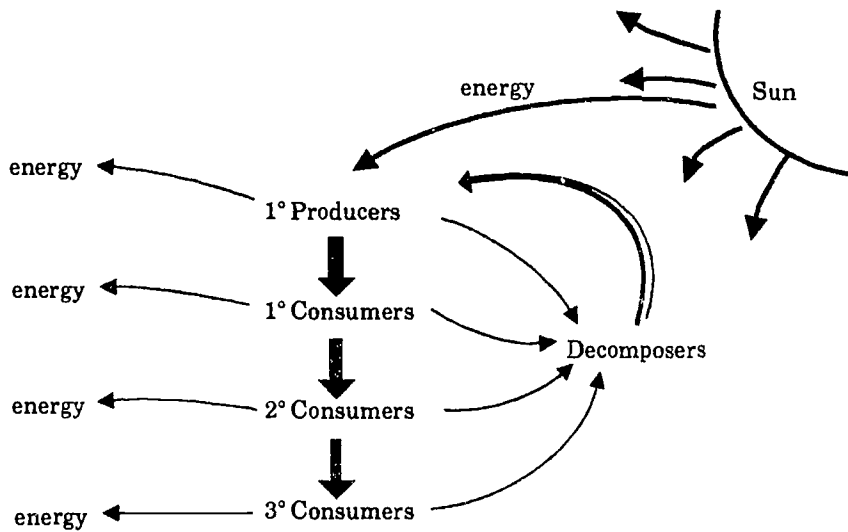 energy
Sun
energy
1° Producers
energy
1° Consumers
Decomposers
energy
2° Consumers
energy
3° Consumers